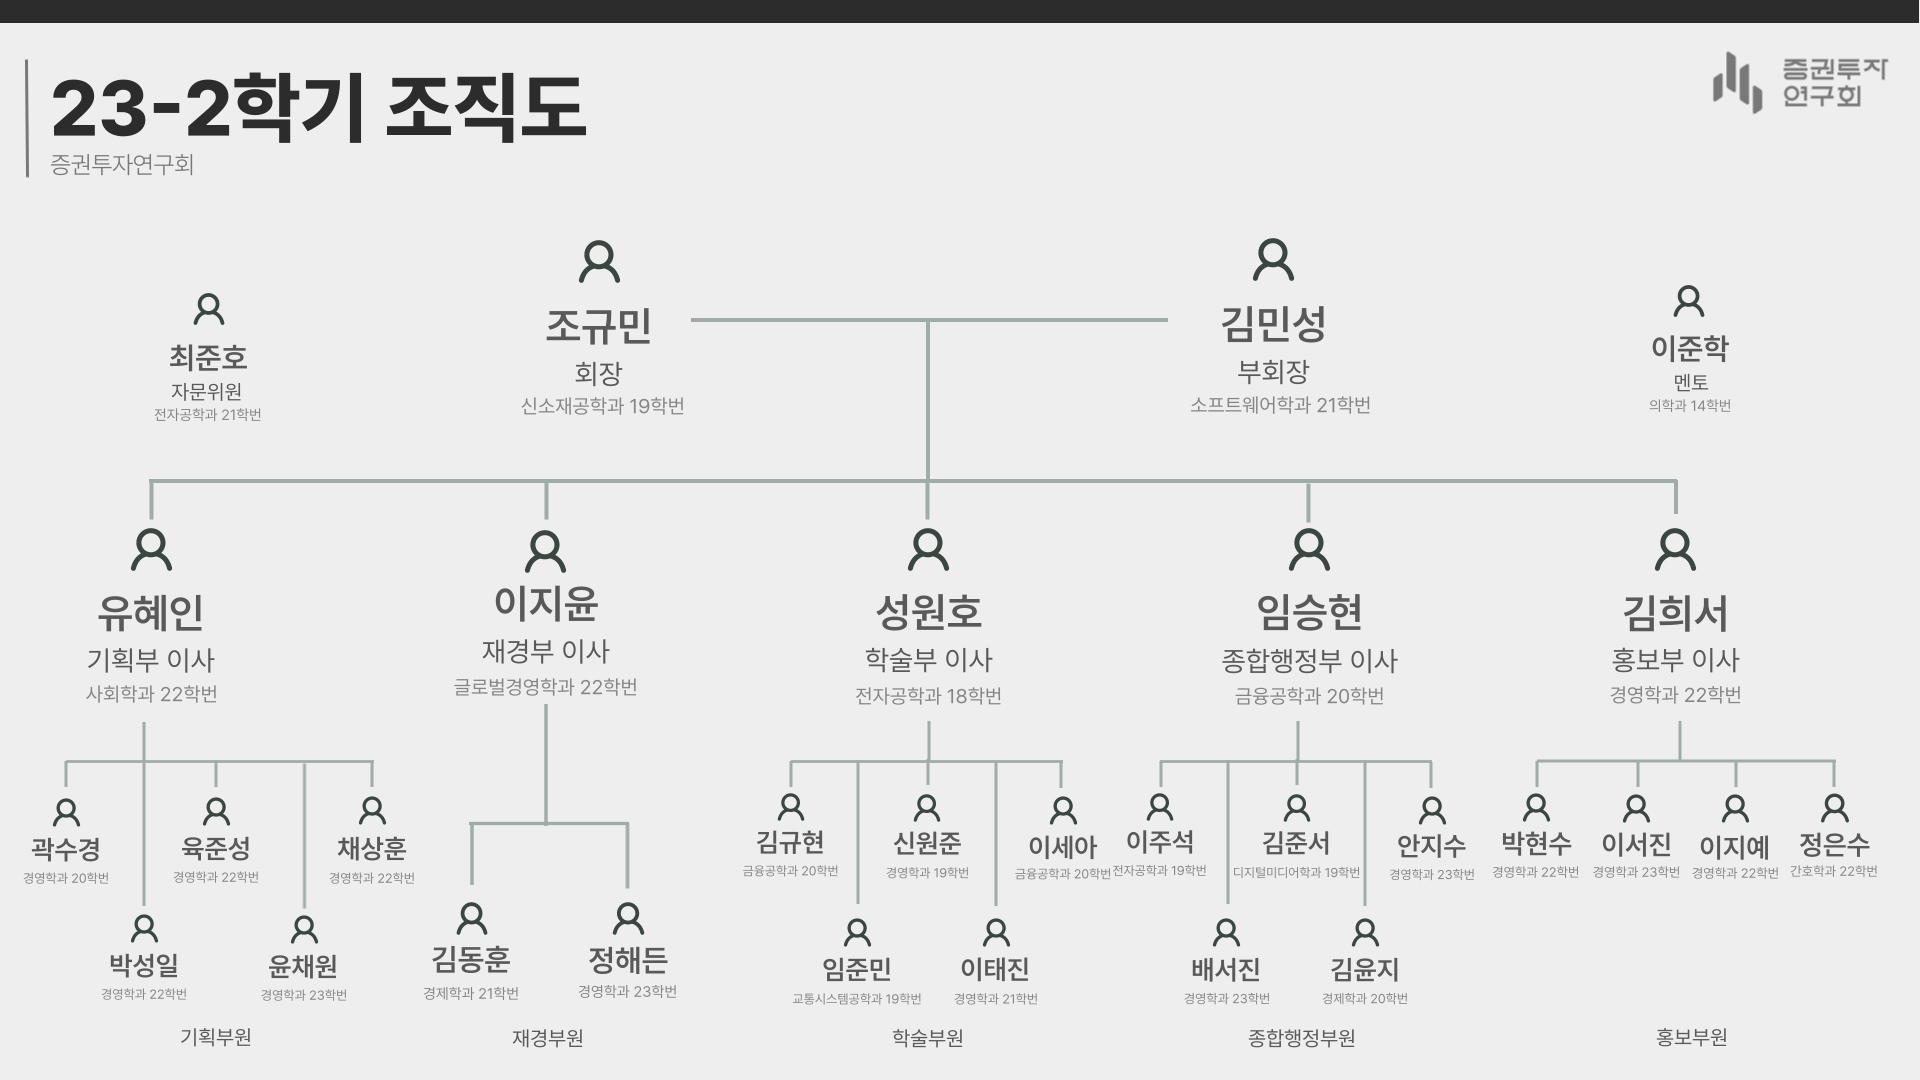 23-2학기 조직도
증권투자연구회
증권투자
연구회
최준호
자문위원
전자공학과 21학번
조규민
회장
신소재공학과 19학번
김민성
부회장
소프트웨어학과 21학번
이준학
멘토
의학과 14학번
유혜인
기획부 이사
사회학과 22학번
이지윤
재경부 이사
글로벌경영학과 22학번
성원호
학술부 이사
전자공학과 18학번
임승현
종합행정부 이사
금융공학과 20학번
김희서
홍보부 이사
경영학과 22학번
곽수경
경영학과 20학번
육준성
경영학과 22학번
채상훈
경영학과 22학번
박성일
경영학과 22학번
윤채원
경영학과 23학번
기획부원
김동훈
경제학과 21학번
정해든
경영학과 23학번
재경부원
김규현
금융공학과 20학번
신원준
경영학과 19학번
이세아
금융공학과 20학번
임준민
교통시스템공학과 19학번
이태진
경영학과 21학번
학술부원
이주석
전자공학과 19학번
김준서
디지털미디어학과 19학번
안지수
경영학과 23학번
배서진
경영학과 23학번
김윤지
경제학과 20학번
종합행정부원
박현수
경영학과 22학번
이서진
경영학과 23학번
이지예
경영학과 22학번
정은수
간호학과 22학번
홍보부원